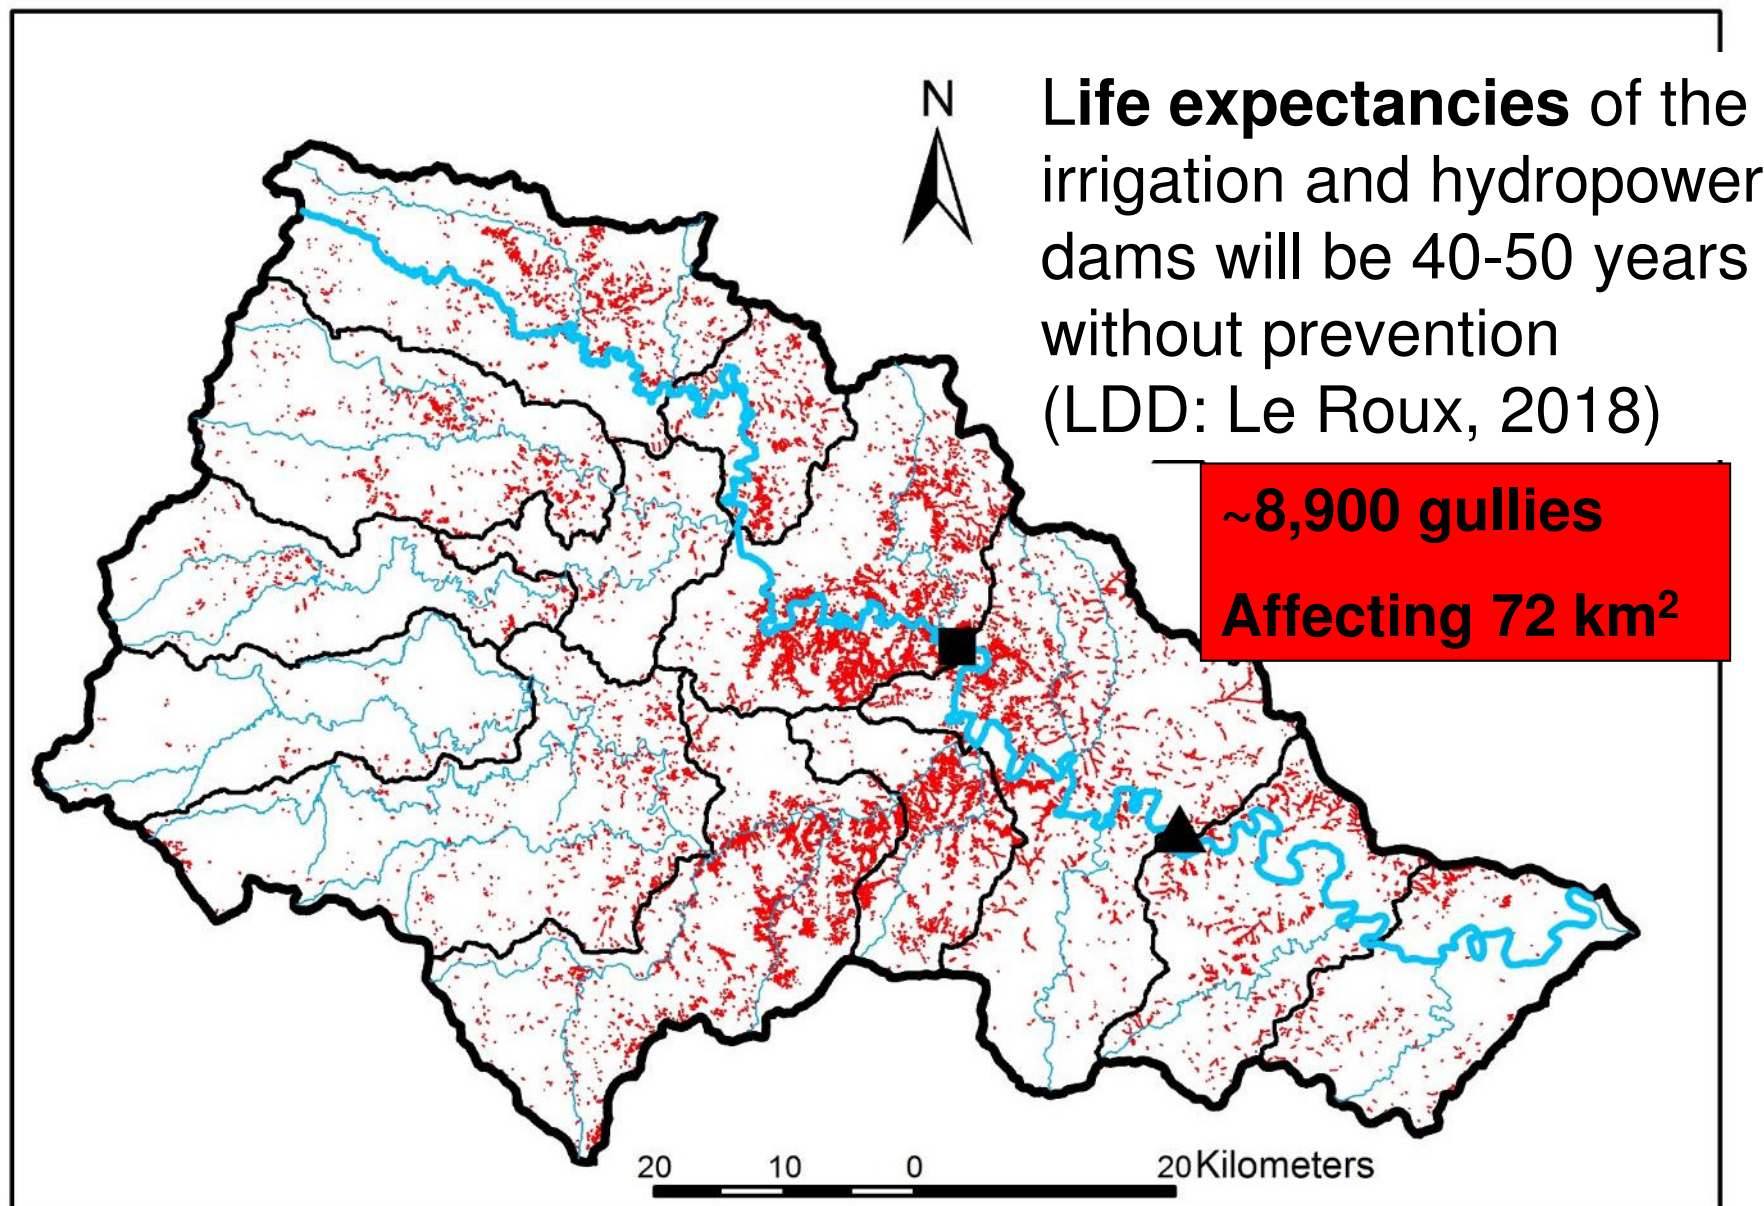 N
Life expectancies of the
irrigation and hydropower
dams will be 40-50 years
without prevention
(LDD: Le Roux, 2018)
~8,900 gullies
Affecting 72 km²
20 10 0 20 Kilometers